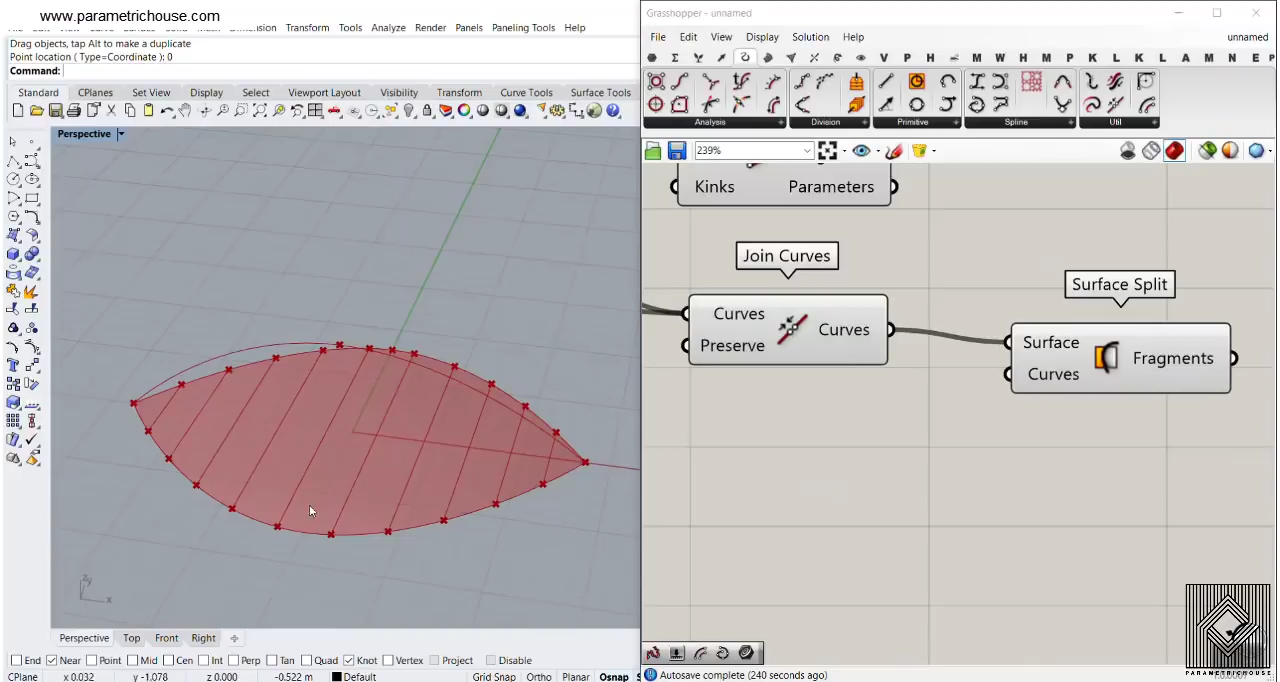 www.parametrichouse.com
Dimension Transform Tools Analyze Render Panels Paneling Tools Help
Drag objects, tap Alt to make a duplicate
Point location ( Type=Coordinate ): 0
Command:
Standard CPlanes Set View Display Select Viewport Layout Visibility Transform Curve Tools Surface Tools
Perspective
z y
x
Perspective Top Front Right
End Near Point Mid Cen Int Perp Tan Quad Knot Vertex Project Disable
CPlane x 0.032 y -1.078 z 0.000 -0.522 m Default Grid Snap Ortho Planar Osnap
Grasshopper - unnamed
File Edit View Display Solution Help unnamed
V P H M W H M P K L K L A M N E P
Analysis Division Primitive Spline Util
239%
Kinks Parameters
Join Curves
Curves Preserve Curves
Surface Split
Surface Curves Fragments
PARAMETRICHOUSE
Autosave complete (240 seconds ago)